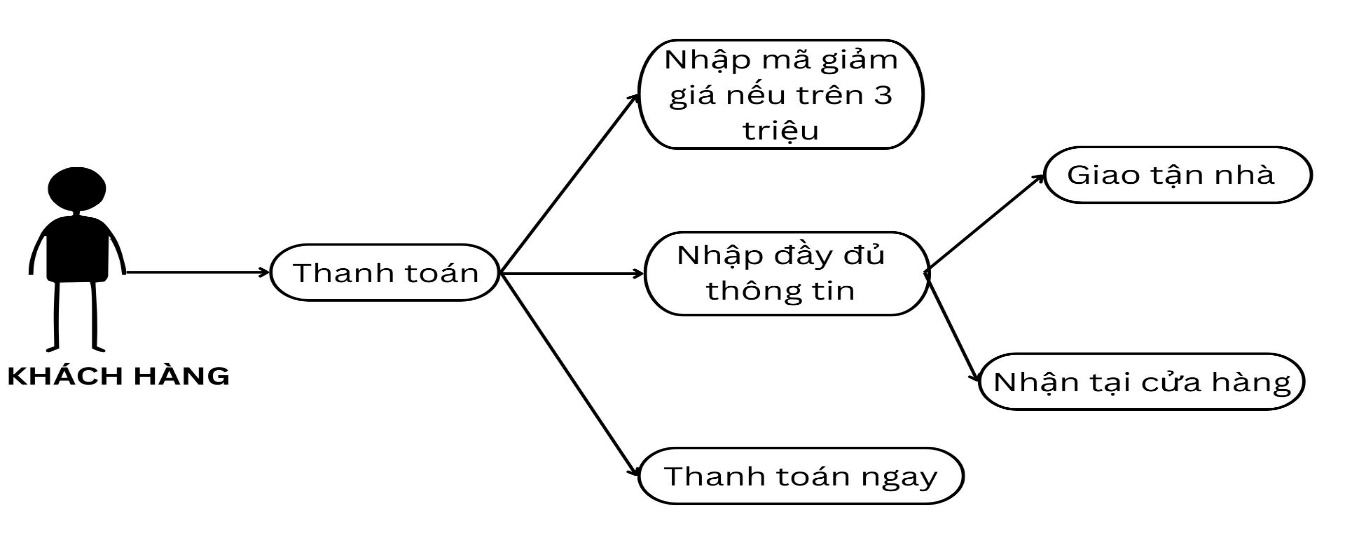 Nhập mã giảm
giá nếu trên 3
triệu
Giao tận nhà
Nhập đầy đủ
thông tin
Thanh toán
KHÁCH HÀNG
Nhận tại cửa hàng
Thanh toán ngay